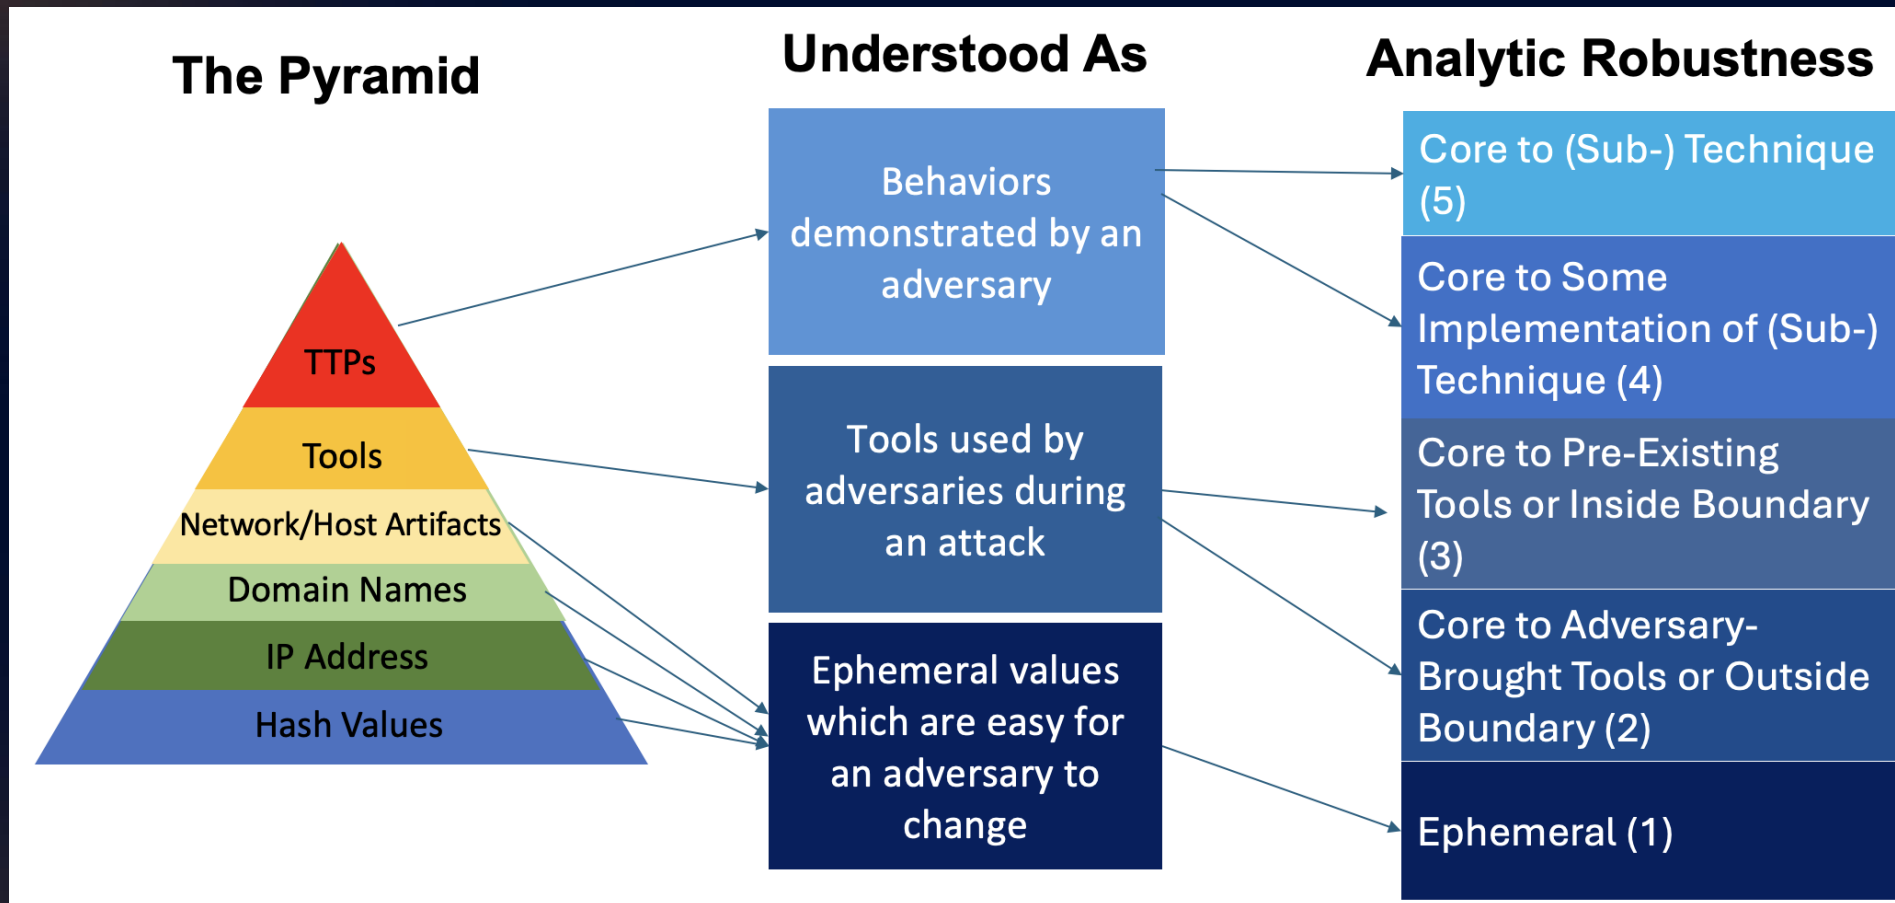 The Pyramid
Understood As
Analytic Robustness
TTPs
Tools
Network/Host Artifacts
Domain Names
IP Address
Hash Values
Behaviors
demonstrated by an
adversary
Tools used by
adversaries during
an attack
Ephemeral values
which are easy for
an adversary to
change
Core to (Sub-) Technique
(5)
Core to Some
Implementation of (Sub-)
Technique (4)
Core to Pre-Existing
Tools or Inside Boundary
(3)
Core to Adversary-
Brought Tools or Outside
Boundary (2)
Ephemeral (1)